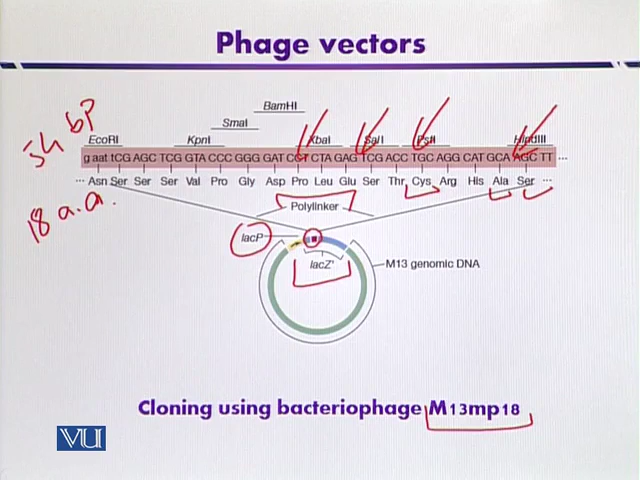 Phage vectors
54 bP
18 a.a.
BamHI
SmaI
EcoRI KpnI XbaI SalI PstI HindIII
g aat tCG AGC TCG GTA CCC GGG GAT CCT CTA GAG TCG ACC TGC AGG CAT GCA AGC TT ...
... Asn Ser Ser Ser Val Pro Gly Asp Pro Leu Glu Ser Thr Cys Arg His Ala Ser ...
Polylinker
lacP
lacZ'
M13 genomic DNA
Cloning using bacteriophage M13mp18
VU